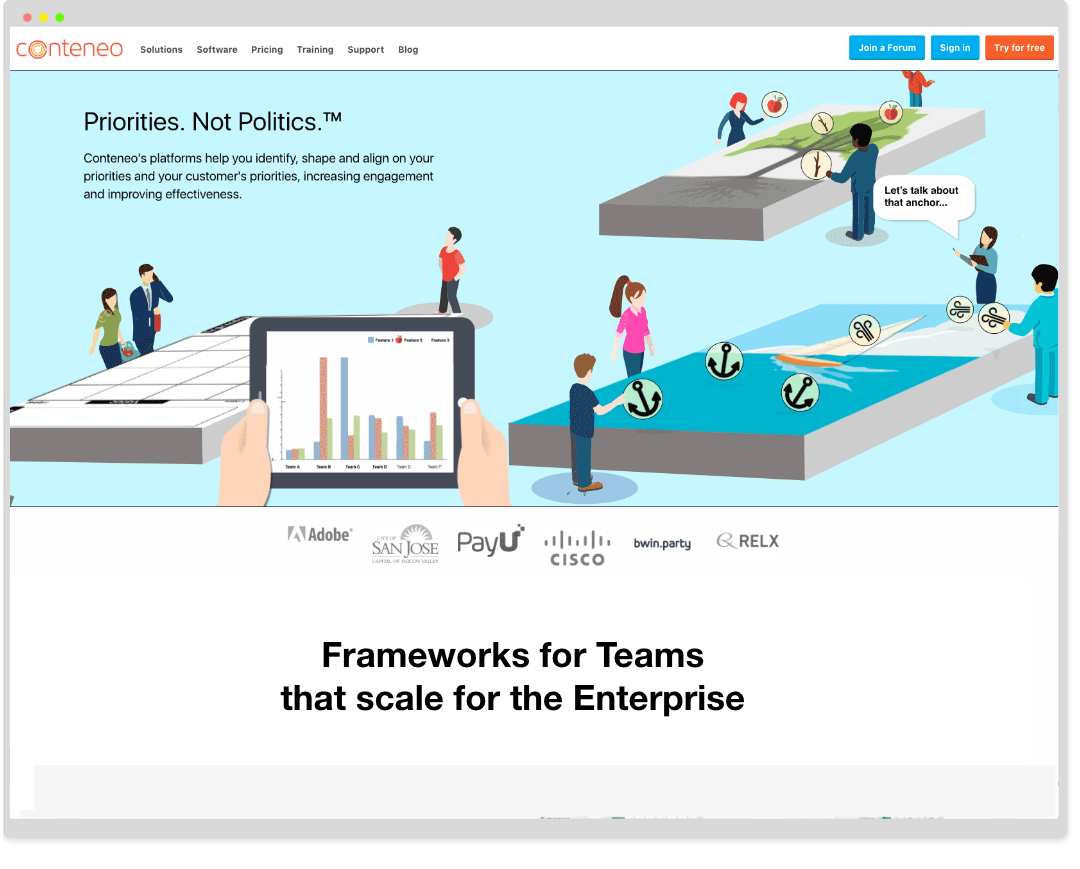 conteneo Solutions Software Pricing Training Support Blog Join a Forum Sign in Try for free
Priorities. Not Politics.™
Conteneo's platforms help you identify, shape and align on your
priorities and your customer's priorities, increasing engagement
and improving effectiveness.
Let's talk about
that anchor...
Feature 1 Feature 2 Feature 3
Team A Team B Team C Team D Team E Team F
Adobe
CITY OF
SAN JOSE
CAPITAL OF SILICON VALLEY
PayU
CISCO
bwin.party
RELX
Frameworks for Teams
that scale for the Enterprise